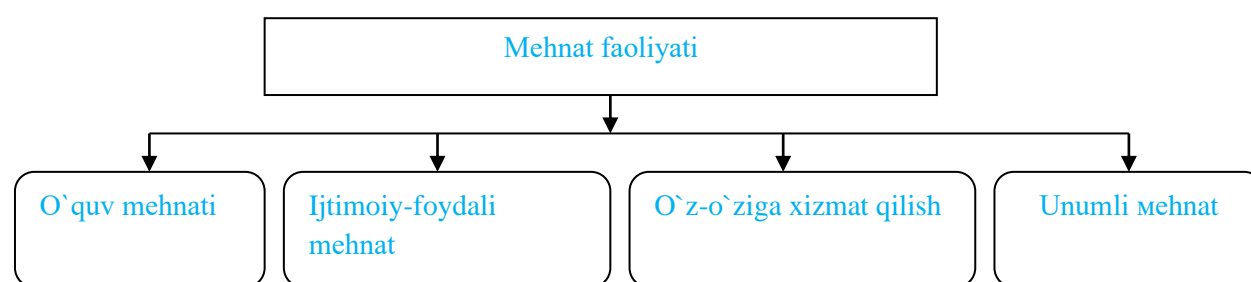 Mehnat faoliyati
O`quv mehnati
Ijtimoiy-foydali
mehnat
O`z-o`ziga xizmat qilish
Unumli мehnat